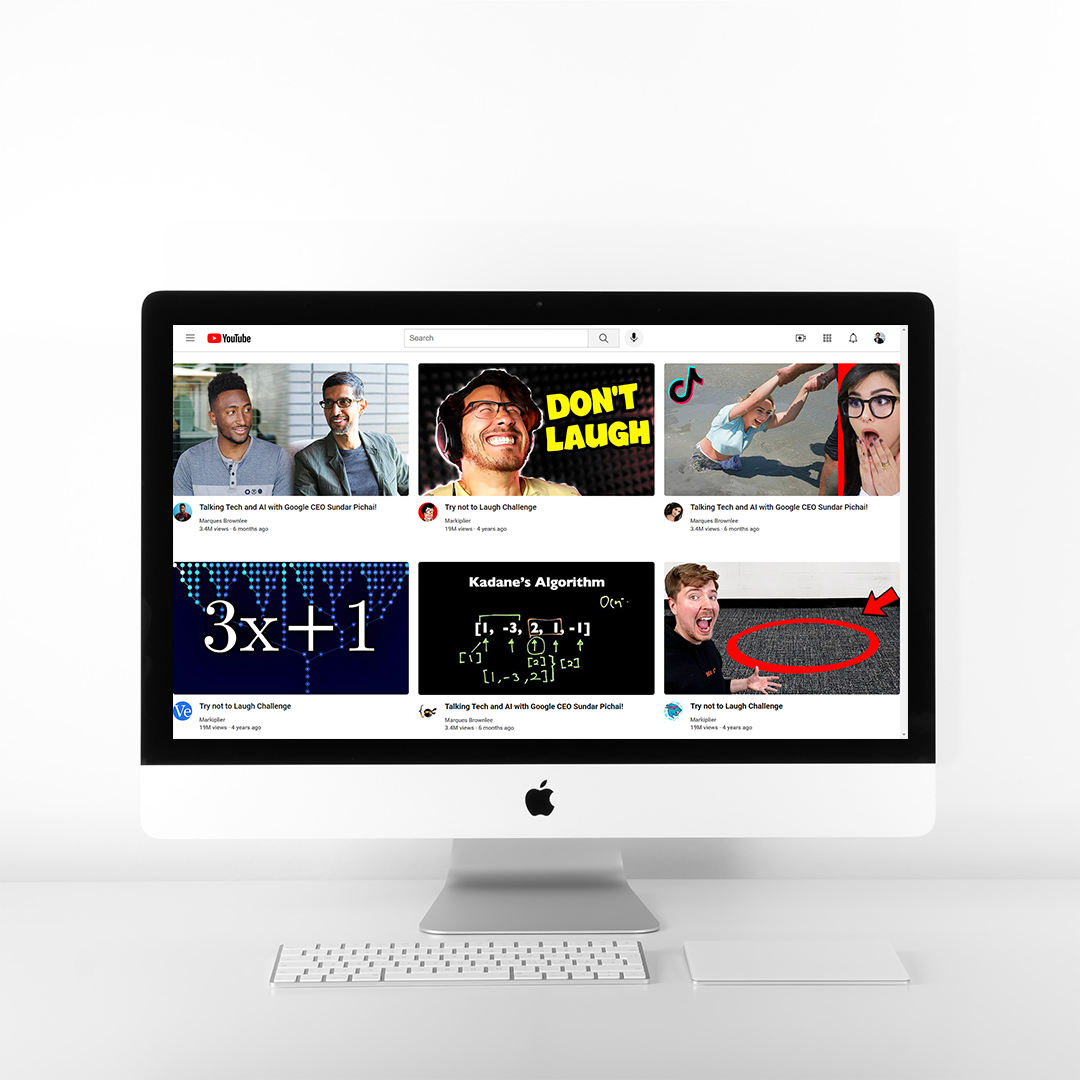 YouTube
Search
DON'T
LAUGH
Talking Tech and AI with Google CEO Sundar Pichai!
Marques Brownlee
3.4M views · 6 months ago
Try not to Laugh Challenge
Markiplier
19M views · 4 years ago
Talking Tech and AI with Google CEO Sundar Pichai!
Marques Brownlee
3.4M views · 6 months ago
3x+1
Kadane's Algorithm
[1, -3, 2, 1, -1]
[1] [2] [2]
[1,-3,2]
Ve
Try not to Laugh Challenge
Markiplier
19M views · 4 years ago
Talking Tech and AI with Google CEO Sundar Pichai!
Marques Brownlee
3.4M views · 6 months ago
Try not to Laugh Challenge
Markiplier
19M views · 4 years ago